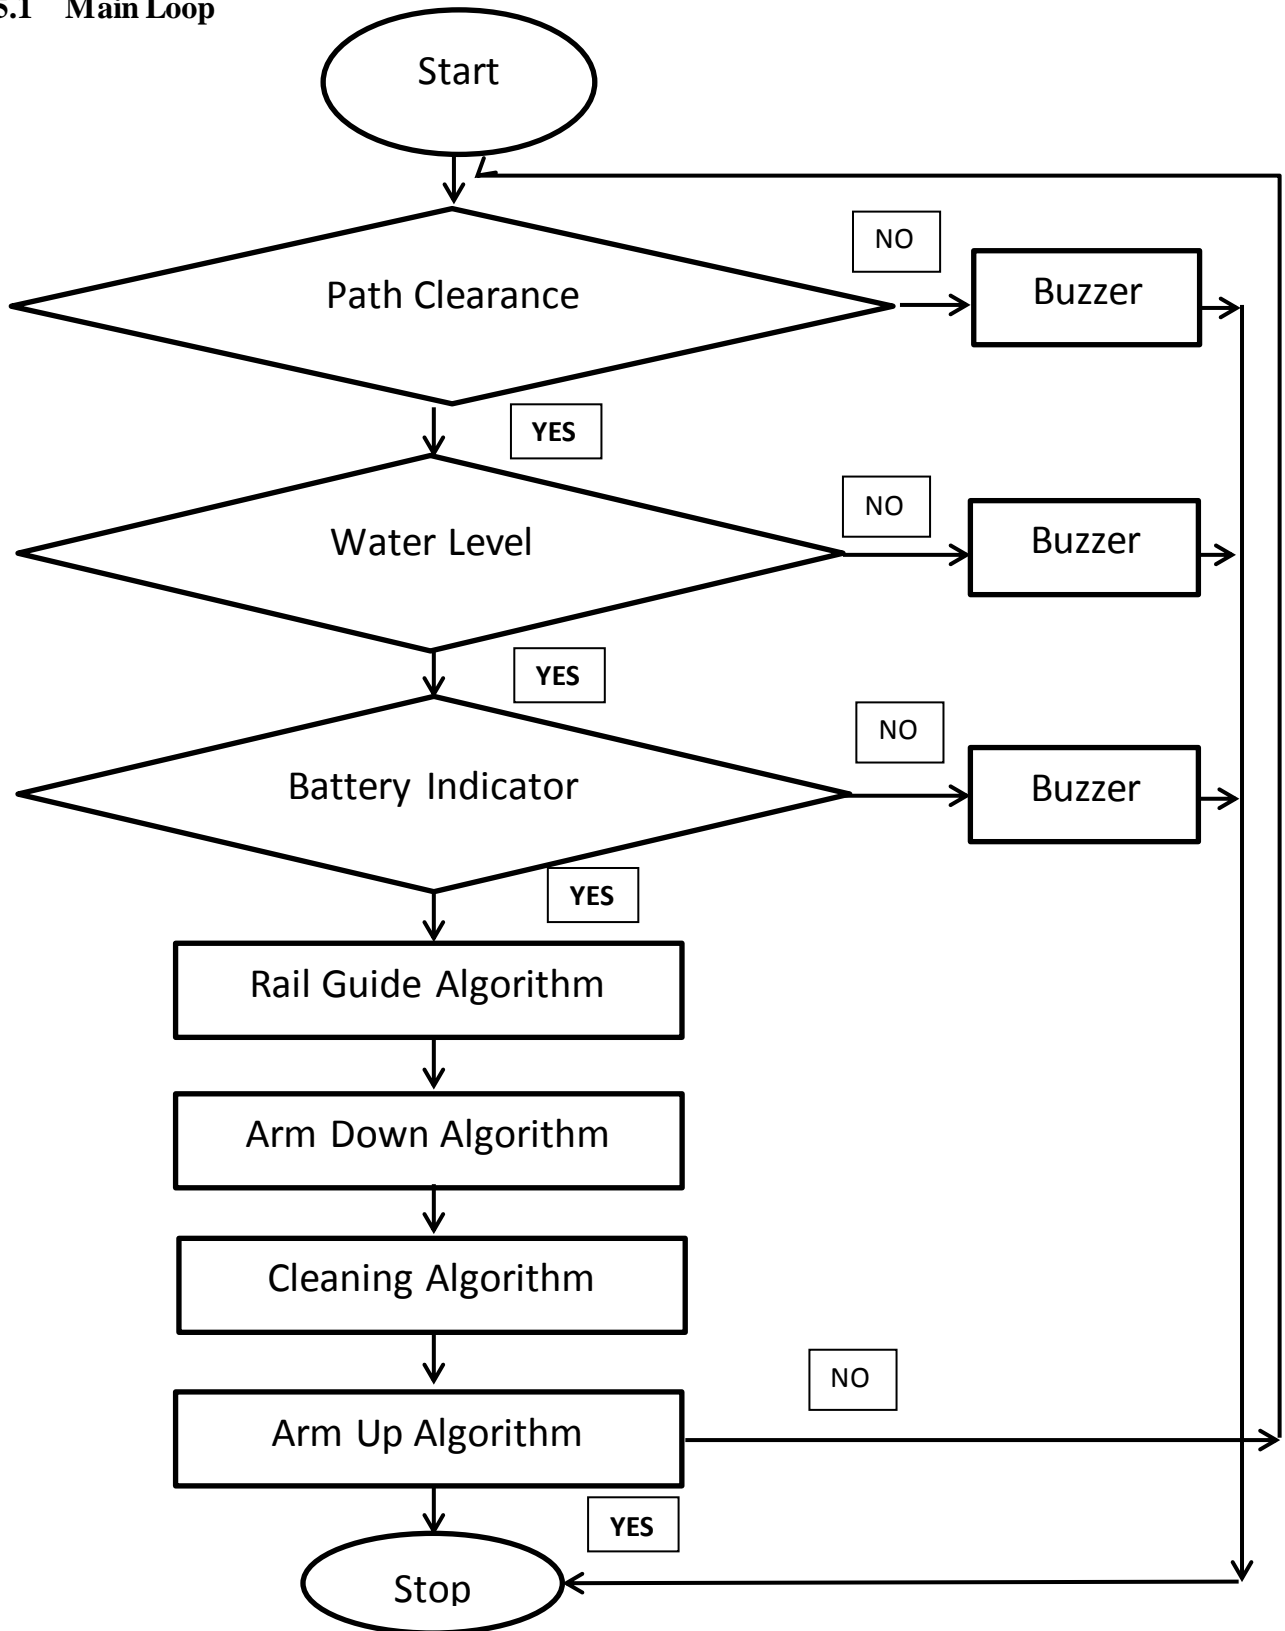 5.1 Main Loop
Start
NO
Path Clearance
Buzzer
YES
NO
Water Level
Buzzer
YES
NO
Battery Indicator
Buzzer
YES
Rail Guide Algorithm
Arm Down Algorithm
Cleaning Algorithm
NO
Arm Up Algorithm
YES
Stop